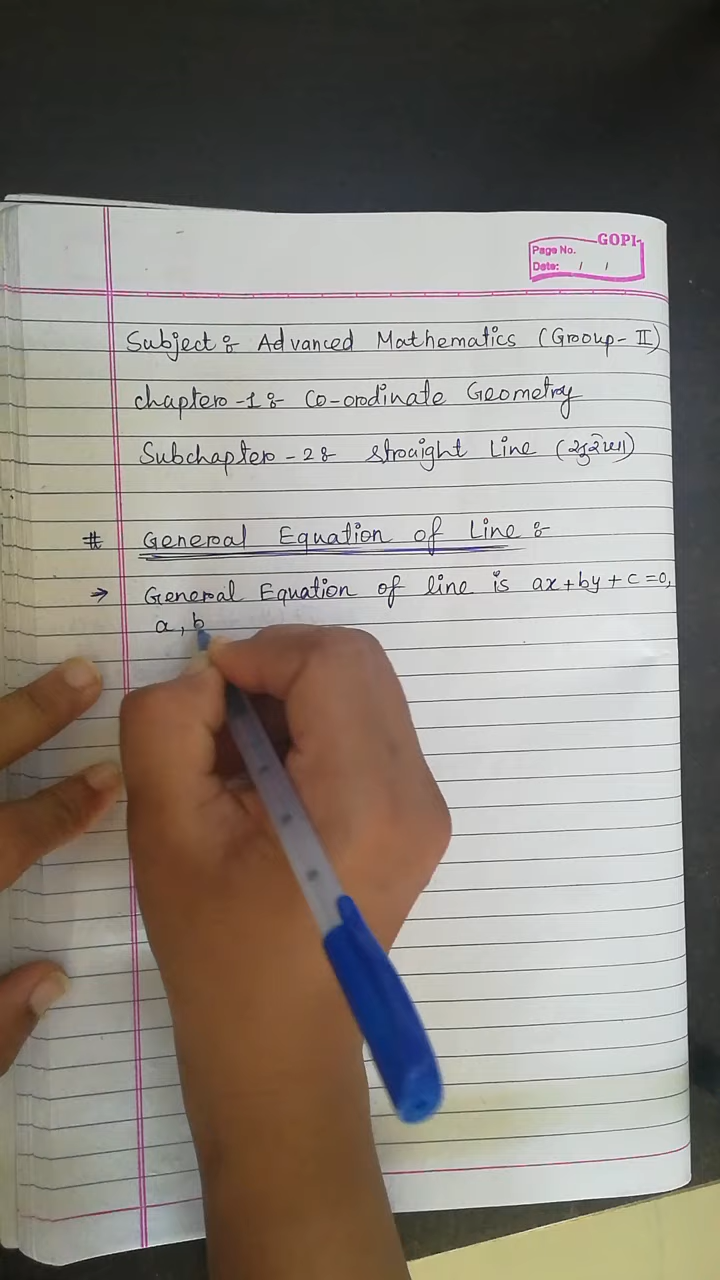 GOPI
Page No.
Date: / /
Subject :- Advanced Mathematics (Group - II)
chapter - 1 :- Co-ordinate Geometry
Subchapter - 2 :- straight Line (સુરેખા)
# General Equation of Line :-
→ General Equation of line is ax + by + c = 0,
a, b